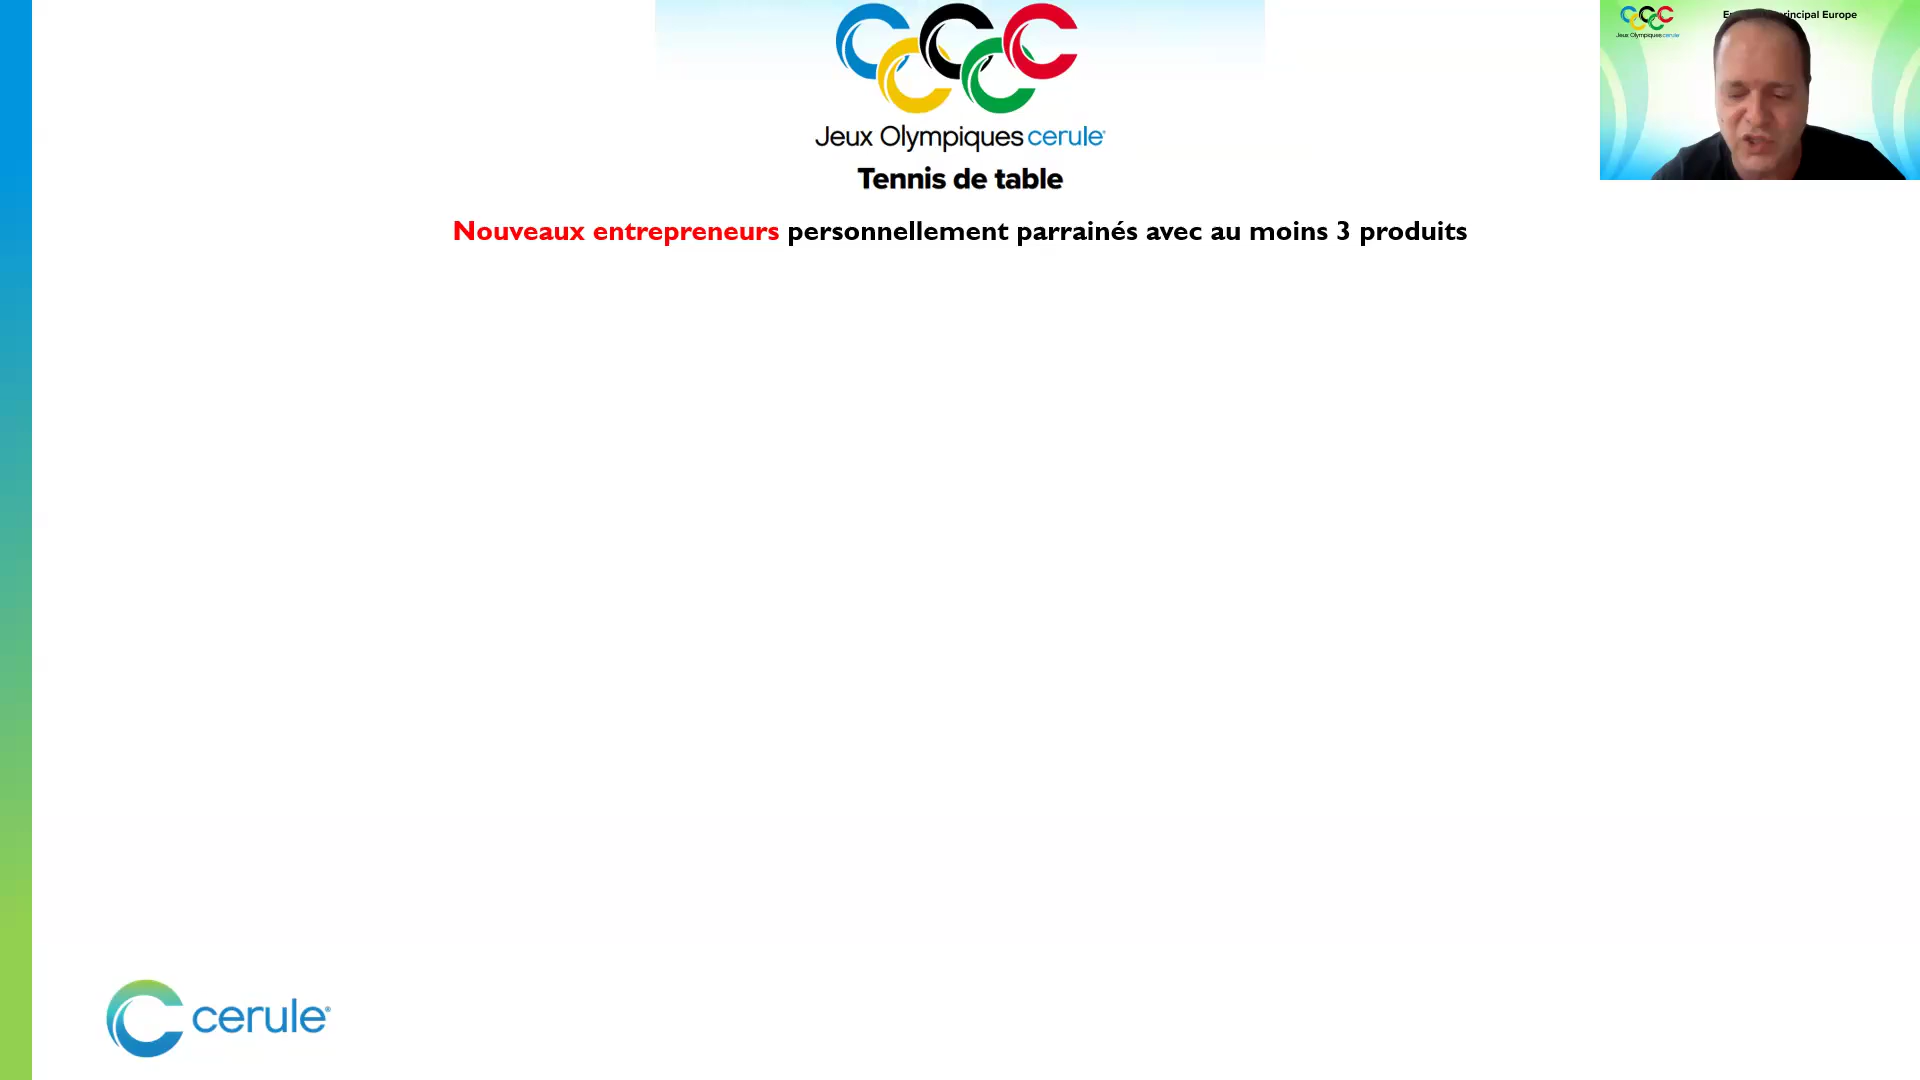 Jeux Olympiques cerule®
Tennis de table
Nouveaux entrepreneurs personnellement parrainés avec au moins 3 produits
Jeux Olympiques cerule
Principal Europe
cerule®